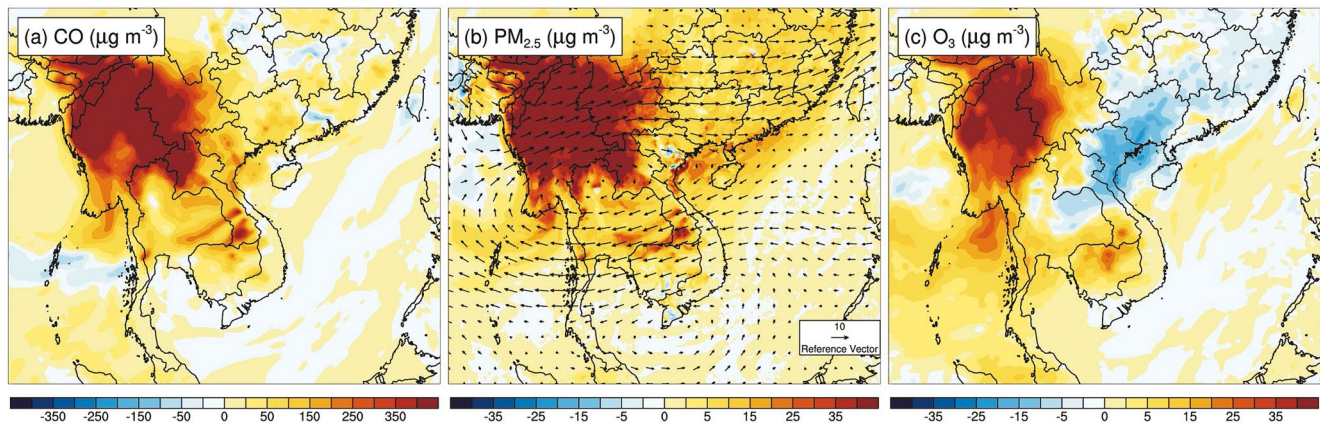 (a) CO (μg m⁻³)
(b) PM₂.₅ (μg m⁻³)
(c) O₃ (μg m⁻³)
10
Reference Vector
-350 -250 -150 -50 0 50 150 250 350
-35 -25 -15 -5 0 5 15 25 35
-35 -25 -15 -5 0 5 15 25 35